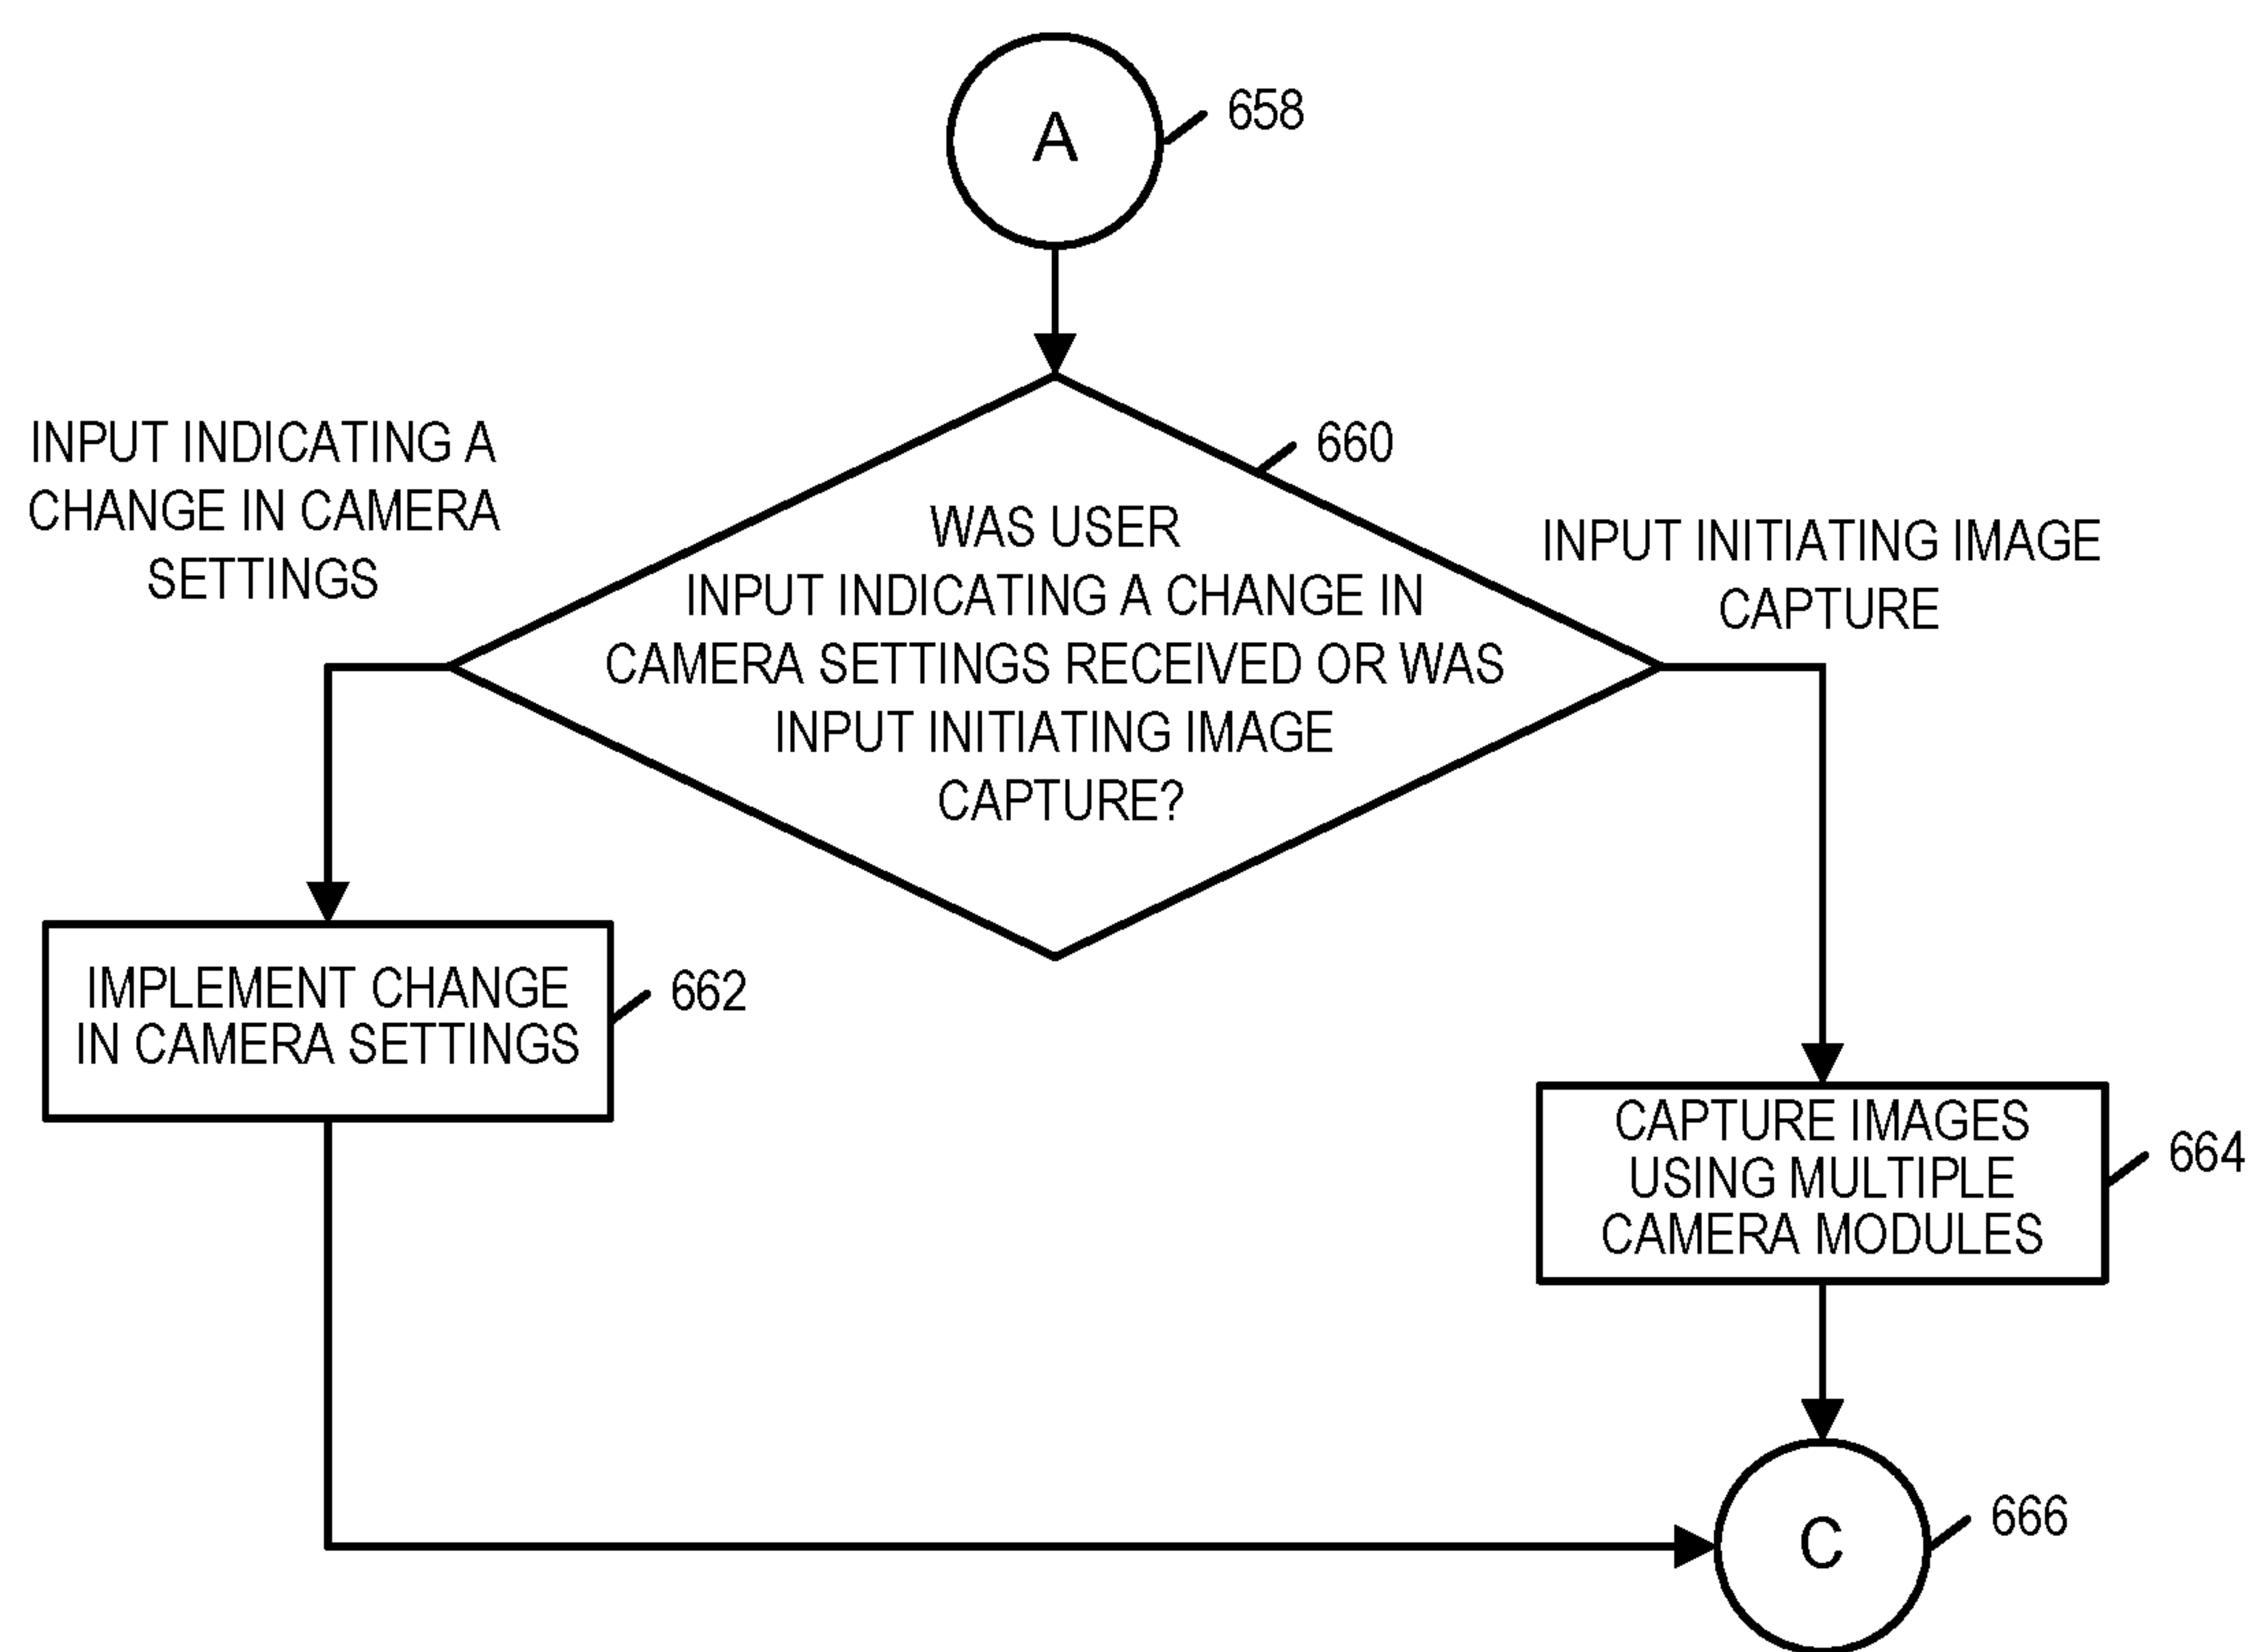 A
658
INPUT INDICATING A
CHANGE IN CAMERA
SETTINGS
660
WAS USER
INPUT INDICATING A CHANGE IN
CAMERA SETTINGS RECEIVED OR WAS
INPUT INITIATING IMAGE
CAPTURE?
INPUT INITIATING IMAGE
CAPTURE
IMPLEMENT CHANGE
IN CAMERA SETTINGS
662
CAPTURE IMAGES
USING MULTIPLE
CAMERA MODULES
664
C
666